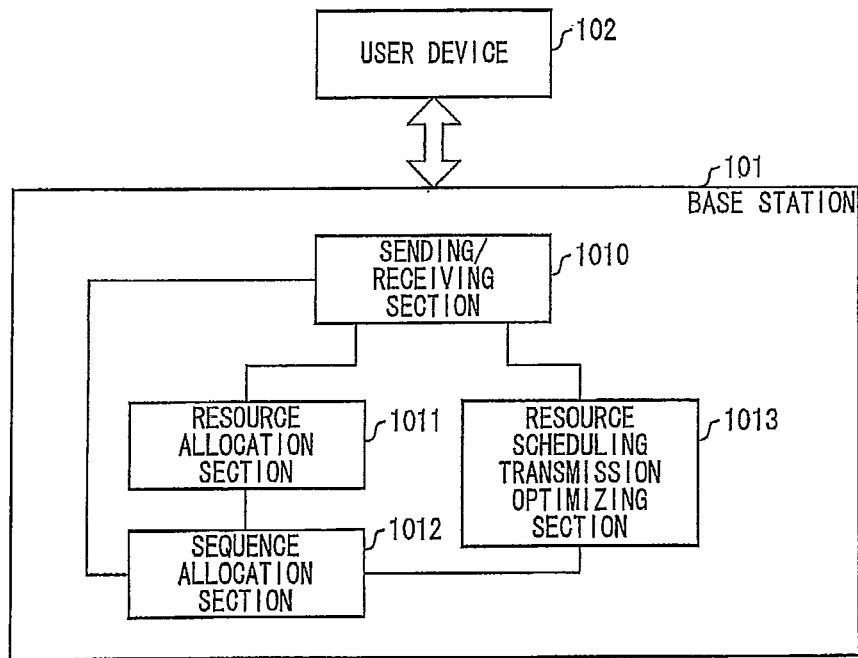 USER DEVICE
102
101
BASE STATION
SENDING/
RECEIVING
SECTION
1010
RESOURCE
ALLOCATION
SECTION
1011
RESOURCE
SCHEDULING
TRANSMISSION
OPTIMIZING
SECTION
1013
SEQUENCE
ALLOCATION
SECTION
1012